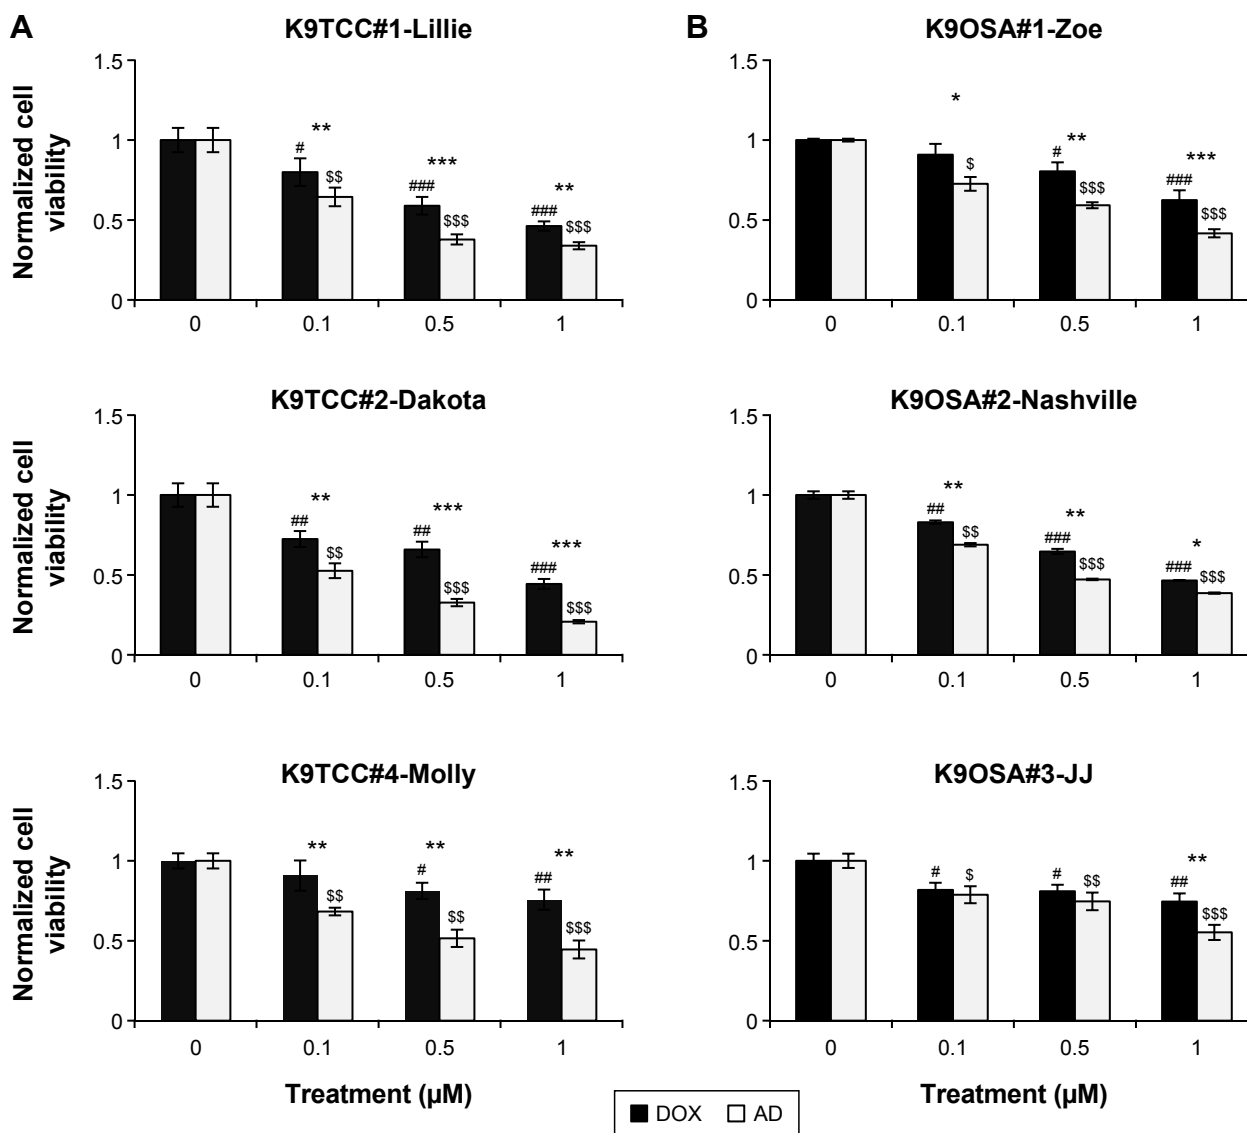 A
K9TCC#1-Lillie
Normalized cell
viability
1.5
1
0.5
0
# ** $$
### *** $$$
### ** $$$
0 0.1 0.5 1
K9TCC#2-Dakota
Normalized cell
viability
1.5
1
0.5
0
## ** $$
## *** $$$
### *** $$$
0 0.1 0.5 1
K9TCC#4-Molly
Normalized cell
viability
1.5
1
0.5
0
** $$
# ** $$
## ** $$$
0 0.1 0.5 1
Treatment (µM)
B
K9OSA#1-Zoe
1.5
1
0.5
0
* $
# ** $$$
### *** $$$
0 0.1 0.5 1
K9OSA#2-Nashville
1.5
1
0.5
0
## ** $$
### ** $$$
### * $$$
0 0.1 0.5 1
K9OSA#3-JJ
1.5
1
0.5
0
# $
# $$
## ** $$$
0 0.1 0.5 1
Treatment (µM)
DOX AD